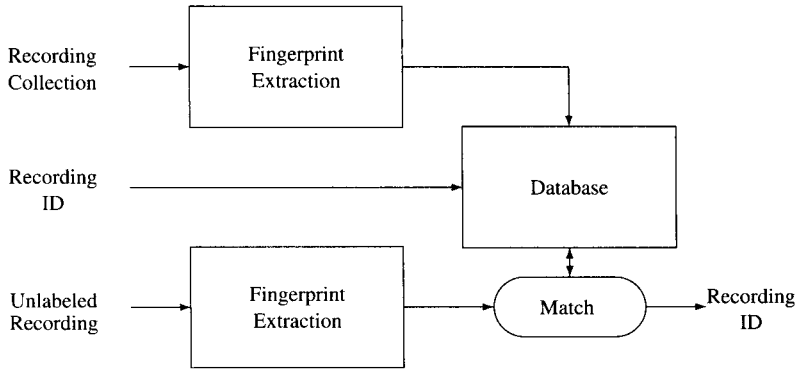 Recording
Collection
Fingerprint
Extraction
Recording
ID
Database
Unlabeled
Recording
Fingerprint
Extraction
Match
Recording
ID